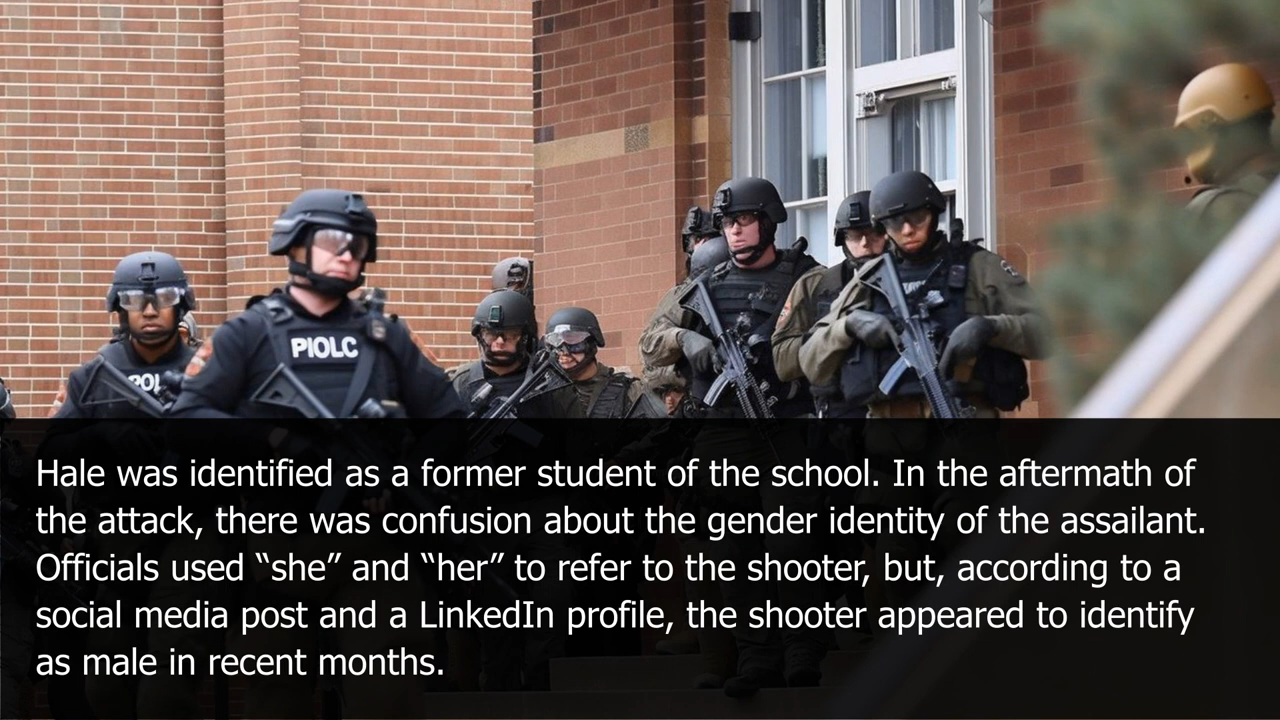 POL
PIOLC
Hale was identified as a former student of the school. In the aftermath of
the attack, there was confusion about the gender identity of the assailant.
Officials used “she” and “her” to refer to the shooter, but, according to a
social media post and a LinkedIn profile, the shooter appeared to identify
as male in recent months.